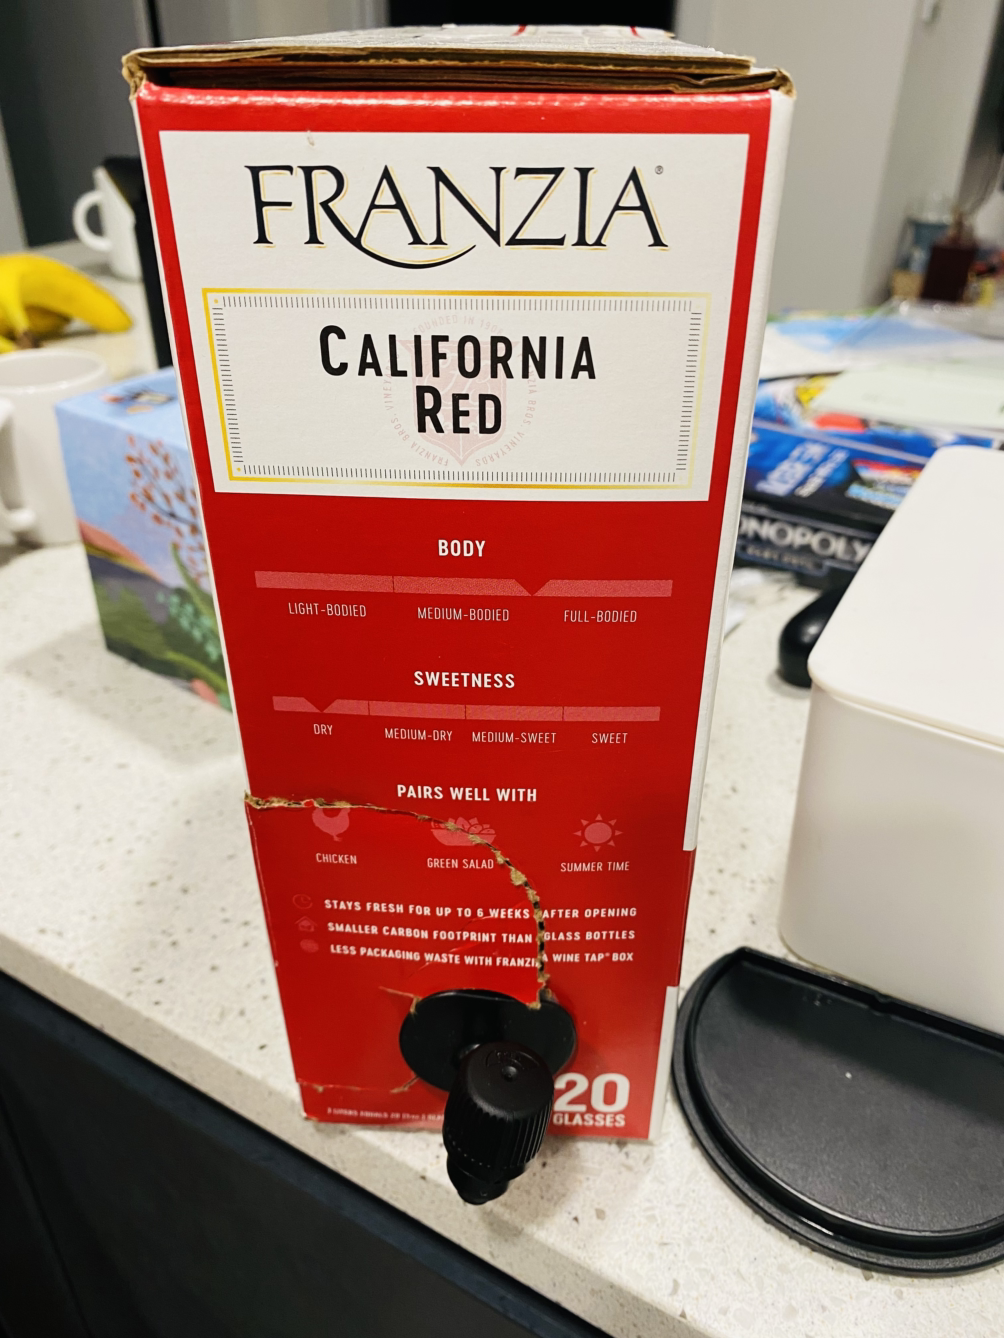 FRANZIA®
CALIFORNIA
RED
BODY
LIGHT-BODIED MEDIUM-BODIED FULL-BODIED
SWEETNESS
DRY MEDIUM-DRY MEDIUM-SWEET SWEET
PAIRS WELL WITH
CHICKEN GREEN SALAD SUMMER TIME
STAYS FRESH FOR UP TO 6 WEEKS AFTER OPENING
SMALLER CARBON FOOTPRINT THAN GLASS BOTTLES
LESS PACKAGING WASTE WITH FRANZIA WINE TAP® BOX
20
GLASSES
ONOPOLY